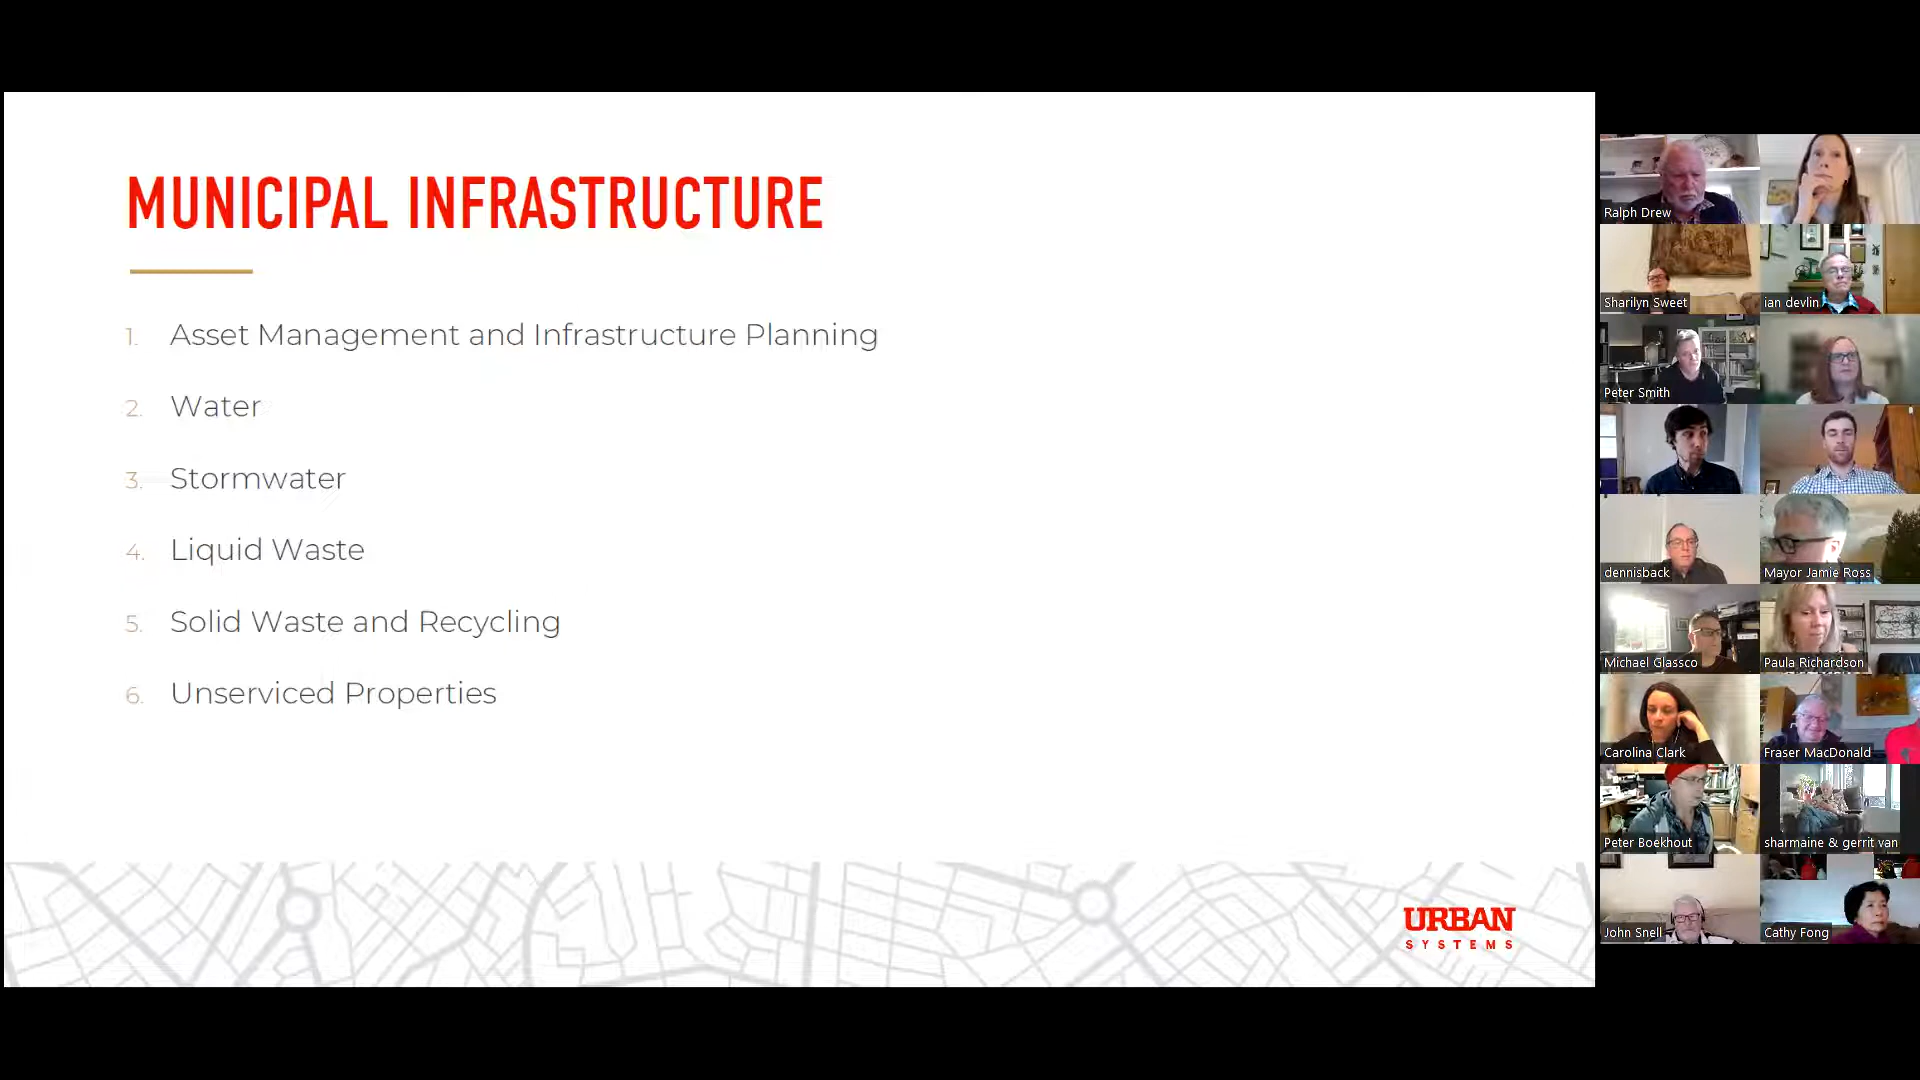 MUNICIPAL INFRASTRUCTURE
1. Asset Management and Infrastructure Planning
2. Water
3. Stormwater
4. Liquid Waste
5. Solid Waste and Recycling
6. Unserviced Properties
URBAN
SYSTEMS
Ralph Drew
Sharilyn Sweet
ian devlin
Peter Smith
dennisback
Mayor Jamie Ross
Michael Glassco
Paula Richardson
Carolina Clark
Fraser MacDonald
Peter Boekhout
sharmaine & gerrit van
John Snell
Cathy Fong